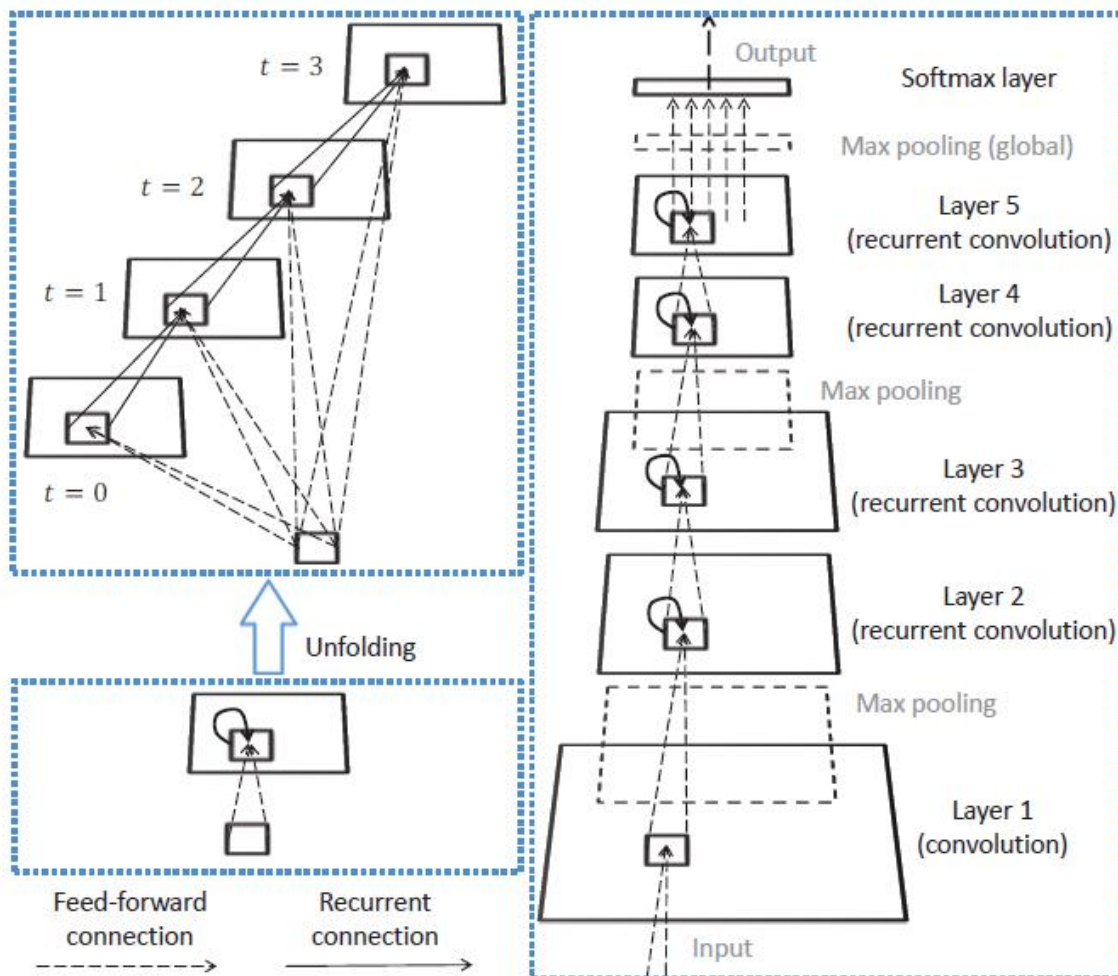 t = 3
t = 2
t = 1
t = 0
Unfolding
Feed-forward
connection
Recurrent
connection
Output
Softmax layer
Max pooling (global)
Layer 5
(recurrent convolution)
Layer 4
(recurrent convolution)
Max pooling
Layer 3
(recurrent convolution)
Layer 2
(recurrent convolution)
Max pooling
Layer 1
(convolution)
Input